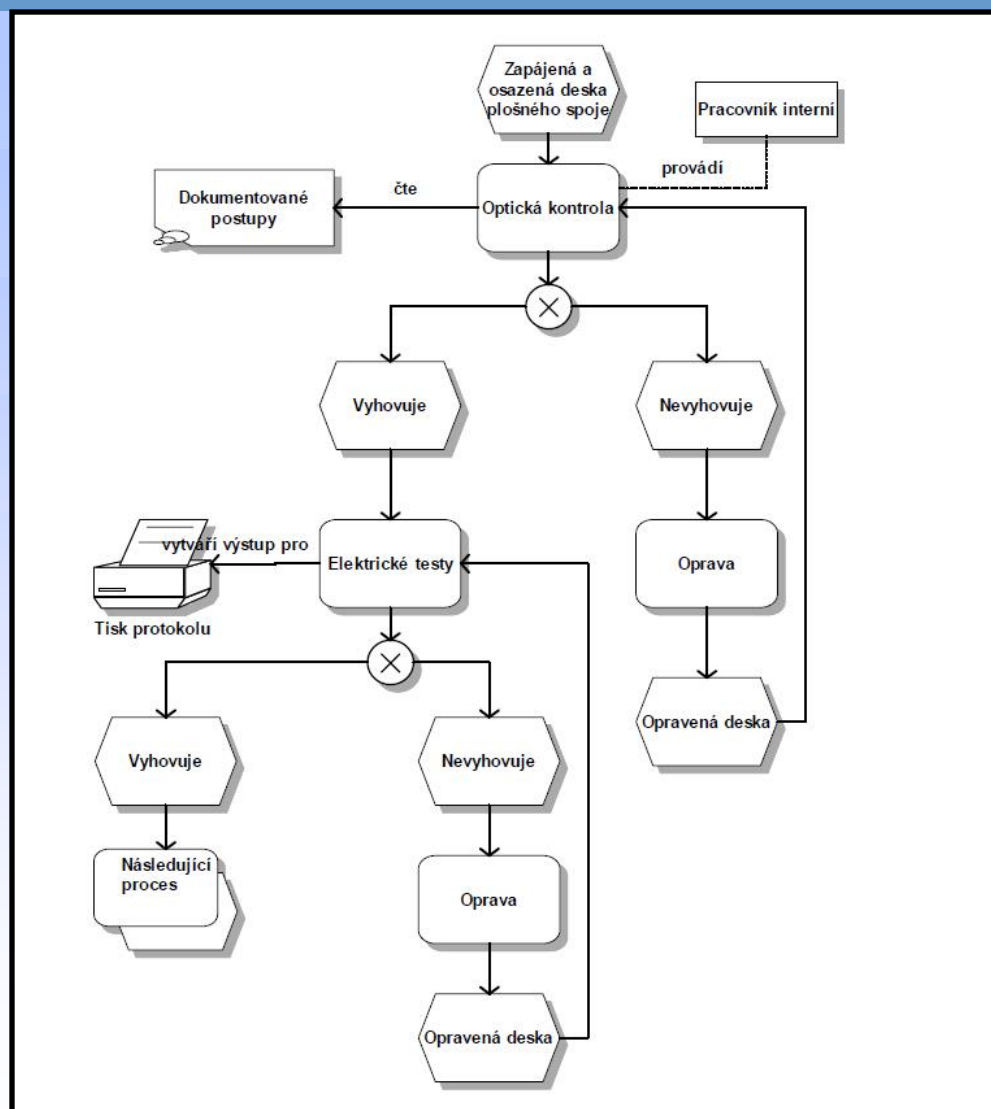 Zapájená a
osazená deska
plošného spoje
Pracovník interní
provádí
čte
Dokumentované
postupy
Optická kontrola
Vyhovuje
Nevyhovuje
vytváří výstup pro
Elektrické testy
Oprava
Tisk protokolu
Opravená deska
Vyhovuje
Nevyhovuje
Následující
proces
Oprava
Opravená deska